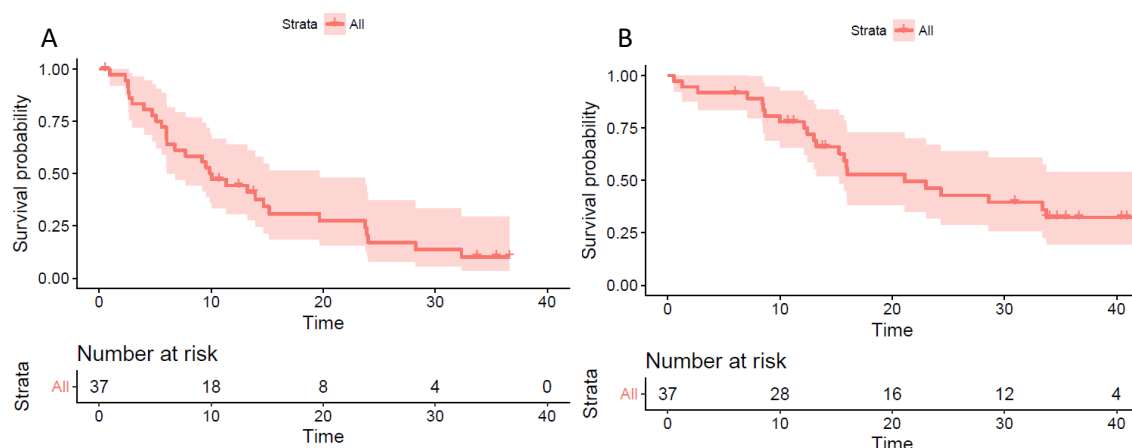 A
Strata All
Survival probability
1.00
0.75
0.50
0.25
0.00
0 10 20 30 40
Time
Number at risk
Strata
All 37 18 8 4 0
0 10 20 30 40
Time
B
Strata All
Survival probability
1.00
0.75
0.50
0.25
0.00
0 10 20 30 40
Time
Number at risk
Strata
All 37 28 16 12 4
0 10 20 30 40
Time